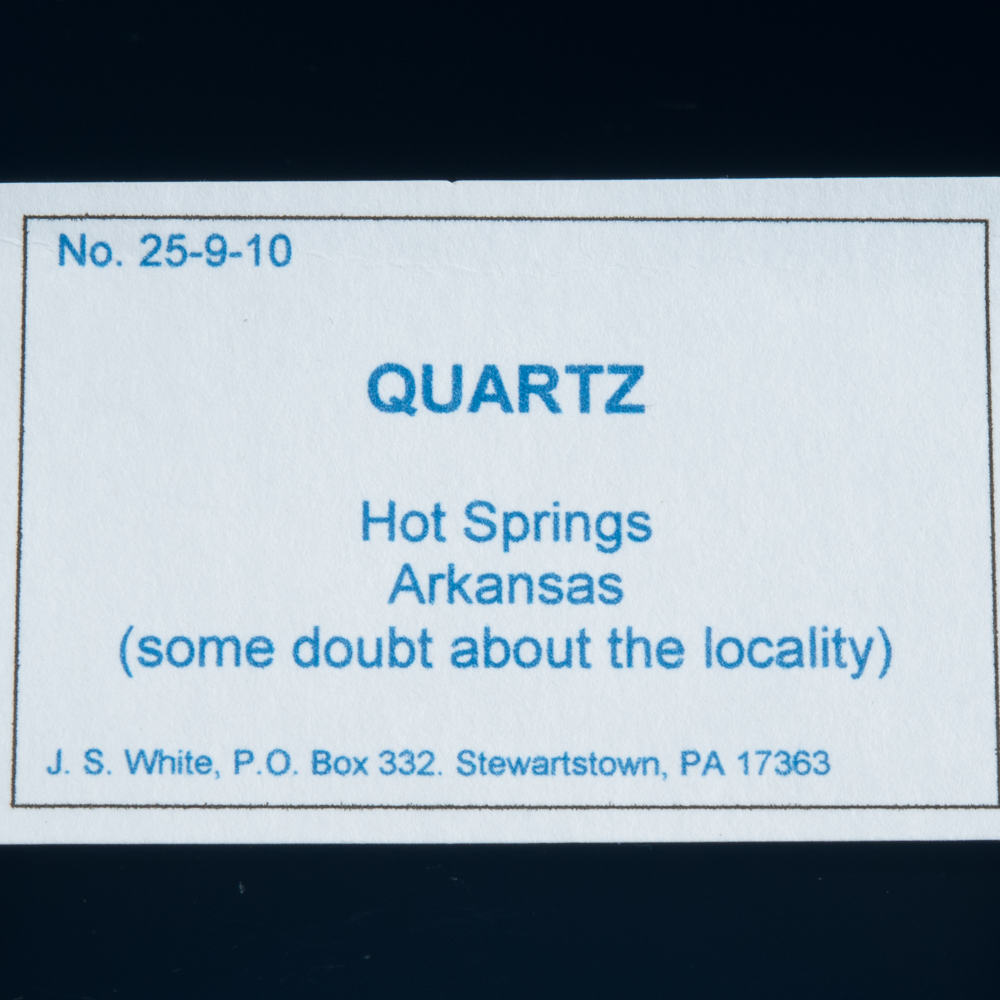 No. 25-9-10
QUARTZ
Hot Springs
Arkansas
(some doubt about the locality)
J. S. White, P.O. Box 332. Stewartstown, PA 17363